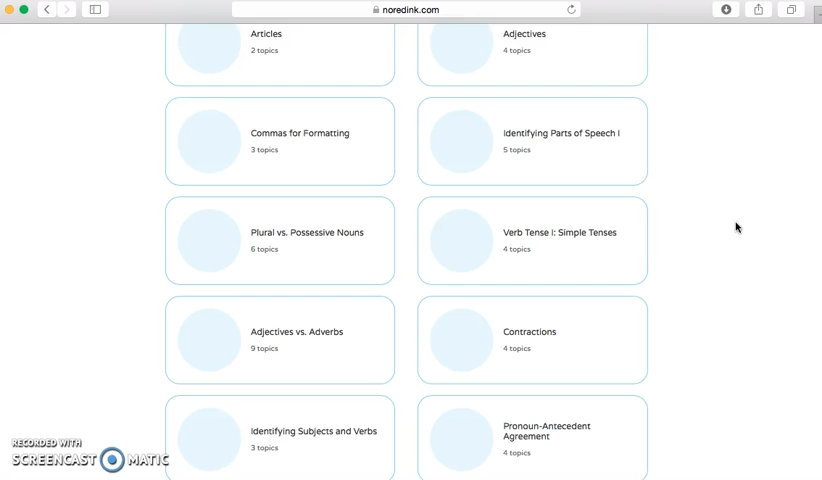 noredink.com
Articles
2 topics
Adjectives
4 topics
Commas for Formatting
3 topics
Identifying Parts of Speech I
5 topics
Plural vs. Possessive Nouns
6 topics
Verb Tense I: Simple Tenses
4 topics
Adjectives vs. Adverbs
9 topics
Contractions
4 topics
Identifying Subjects and Verbs
3 topics
Pronoun-Antecedent
Agreement
4 topics
RECORDED WITH
SCREENCAST MATIC